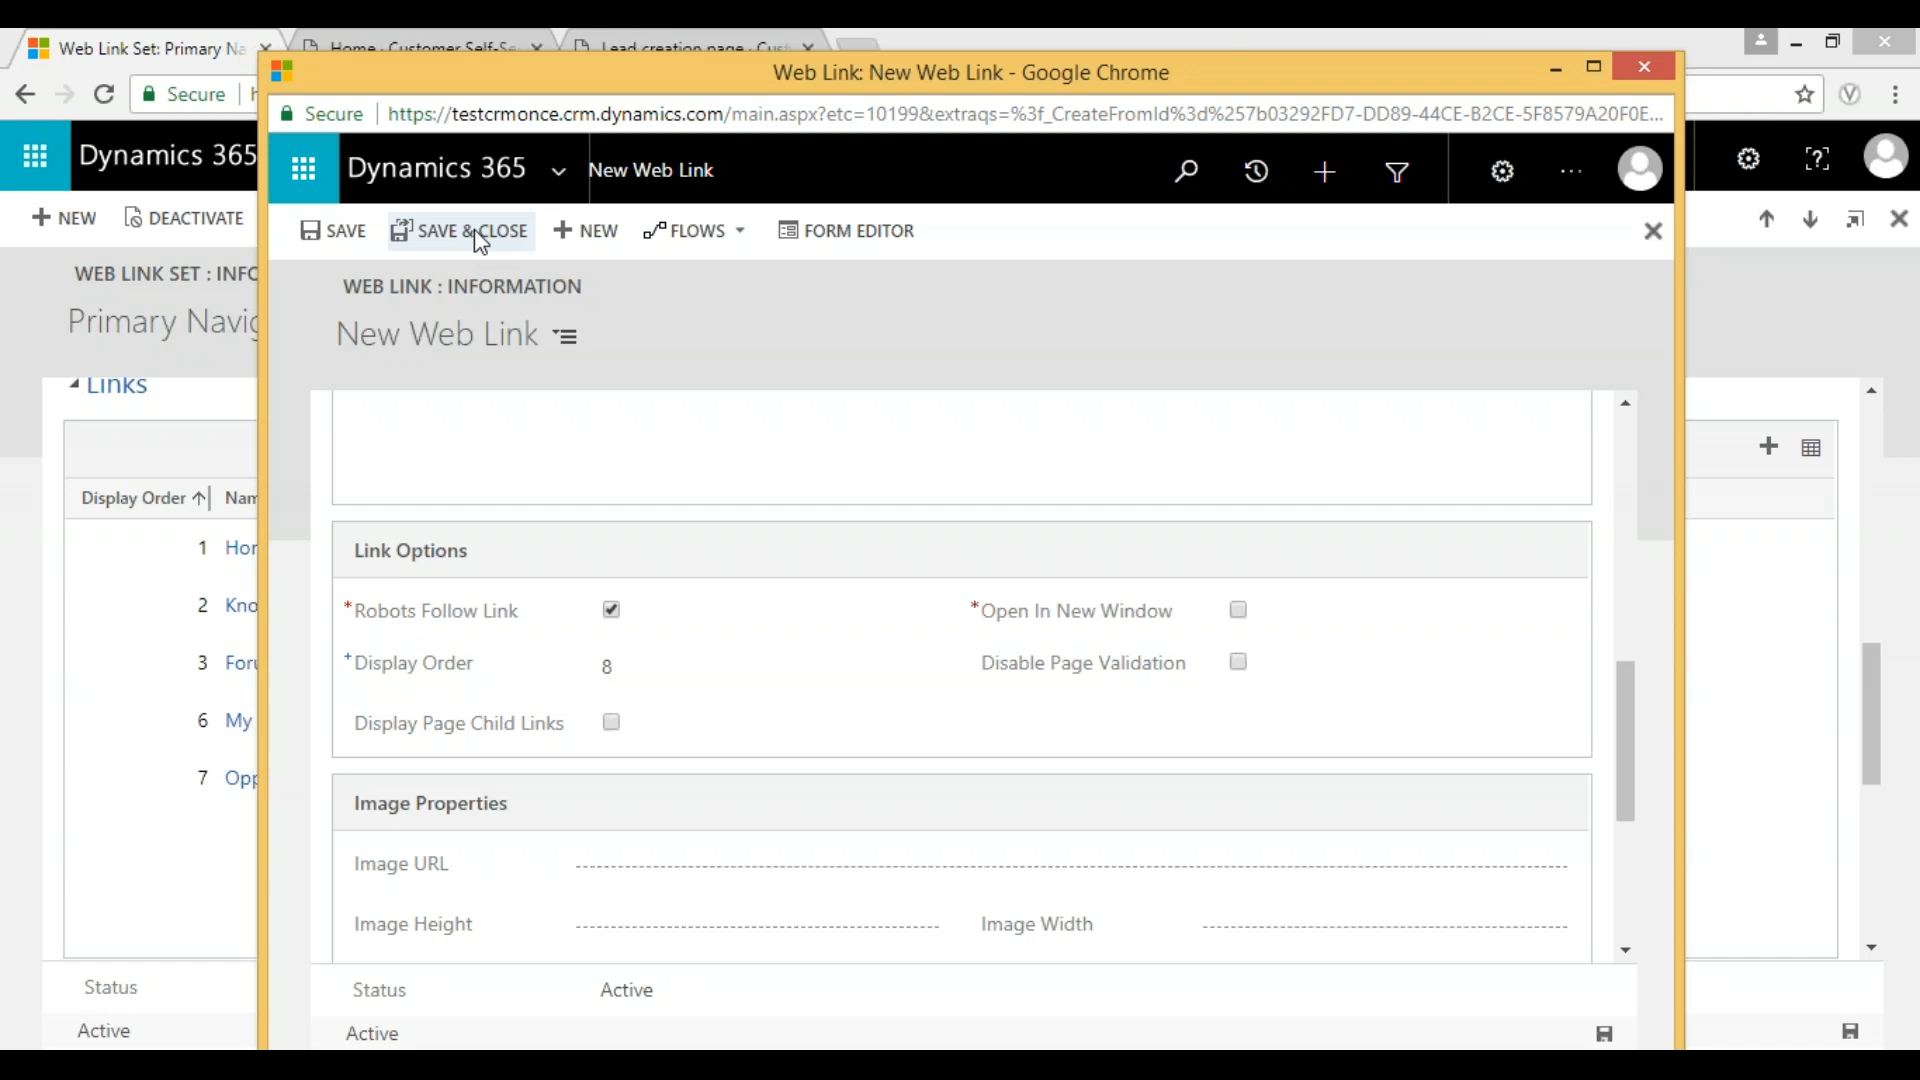 Web Link Set: Primary Na
Home · Customer Self-Se
Lead creation page · Cust
Web Link: New Web Link - Google Chrome
Secure
Secure
https://testcrmonce.crm.dynamics.com/main.aspx?etc=10199&extraqs=%3f_CreateFromId%3d%257b03292FD7-DD89-44CE-B2CE-5F8579A20F0E...
Dynamics 365
Dynamics 365
New Web Link
NEW
DEACTIVATE
SAVE
SAVE & CLOSE
NEW
FLOWS
FORM EDITOR
WEB LINK SET : INFO
Primary Navig
WEB LINK : INFORMATION
New Web Link
Links
Display Order
Nam
1 Hor
2 Kno
3 Foru
6 My
7 Opp
Link Options
*Robots Follow Link
*Open In New Window
+Display Order 8
Disable Page Validation
Display Page Child Links
Image Properties
Image URL
Image Height
Image Width
Status
Active
Status Active
Active